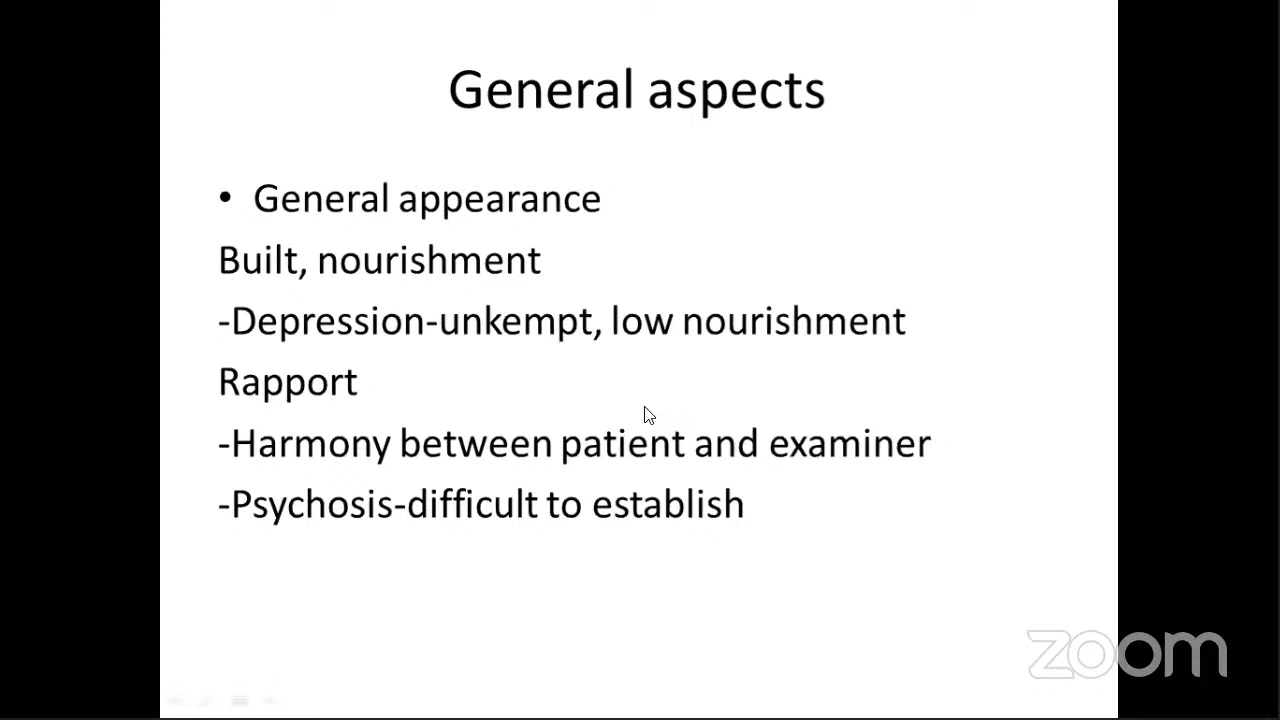 General aspects
• General appearance
Built, nourishment
-Depression-unkempt, low nourishment
Rapport
-Harmony between patient and examiner
-Psychosis-difficult to establish
zoom